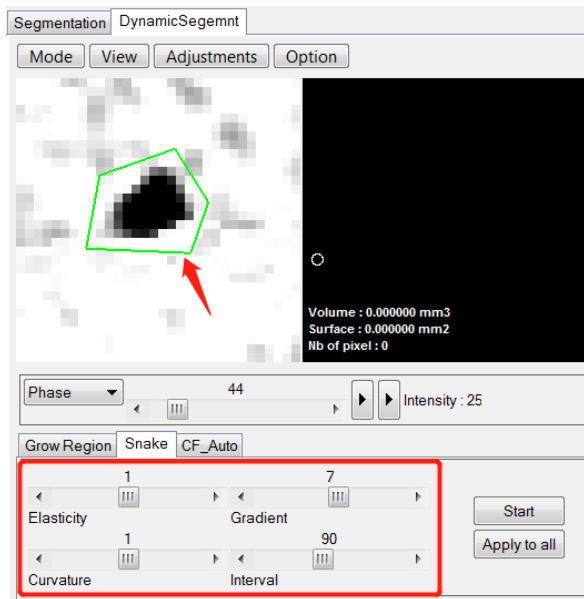 Segmentation DynamicSegemnt
Mode View Adjustments Option
Volume : 0.000000 mm3
Surface : 0.000000 mm2
Nb of pixel : 0
Phase 44 Intensity : 25
Grow Region Snake CF_Auto
1 7
Elasticity Gradient
Start
1 90
Apply to all
Curvature Interval